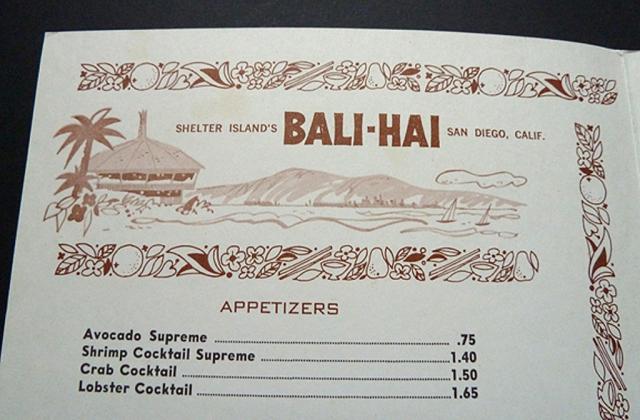 SHELTER ISLAND'S BALI-HAI SAN DIEGO, CALIF.
APPETIZERS
Avocado Supreme .75
Shrimp Cocktail Supreme 1.40
Crab Cocktail 1.50
Lobster Cocktail 1.65